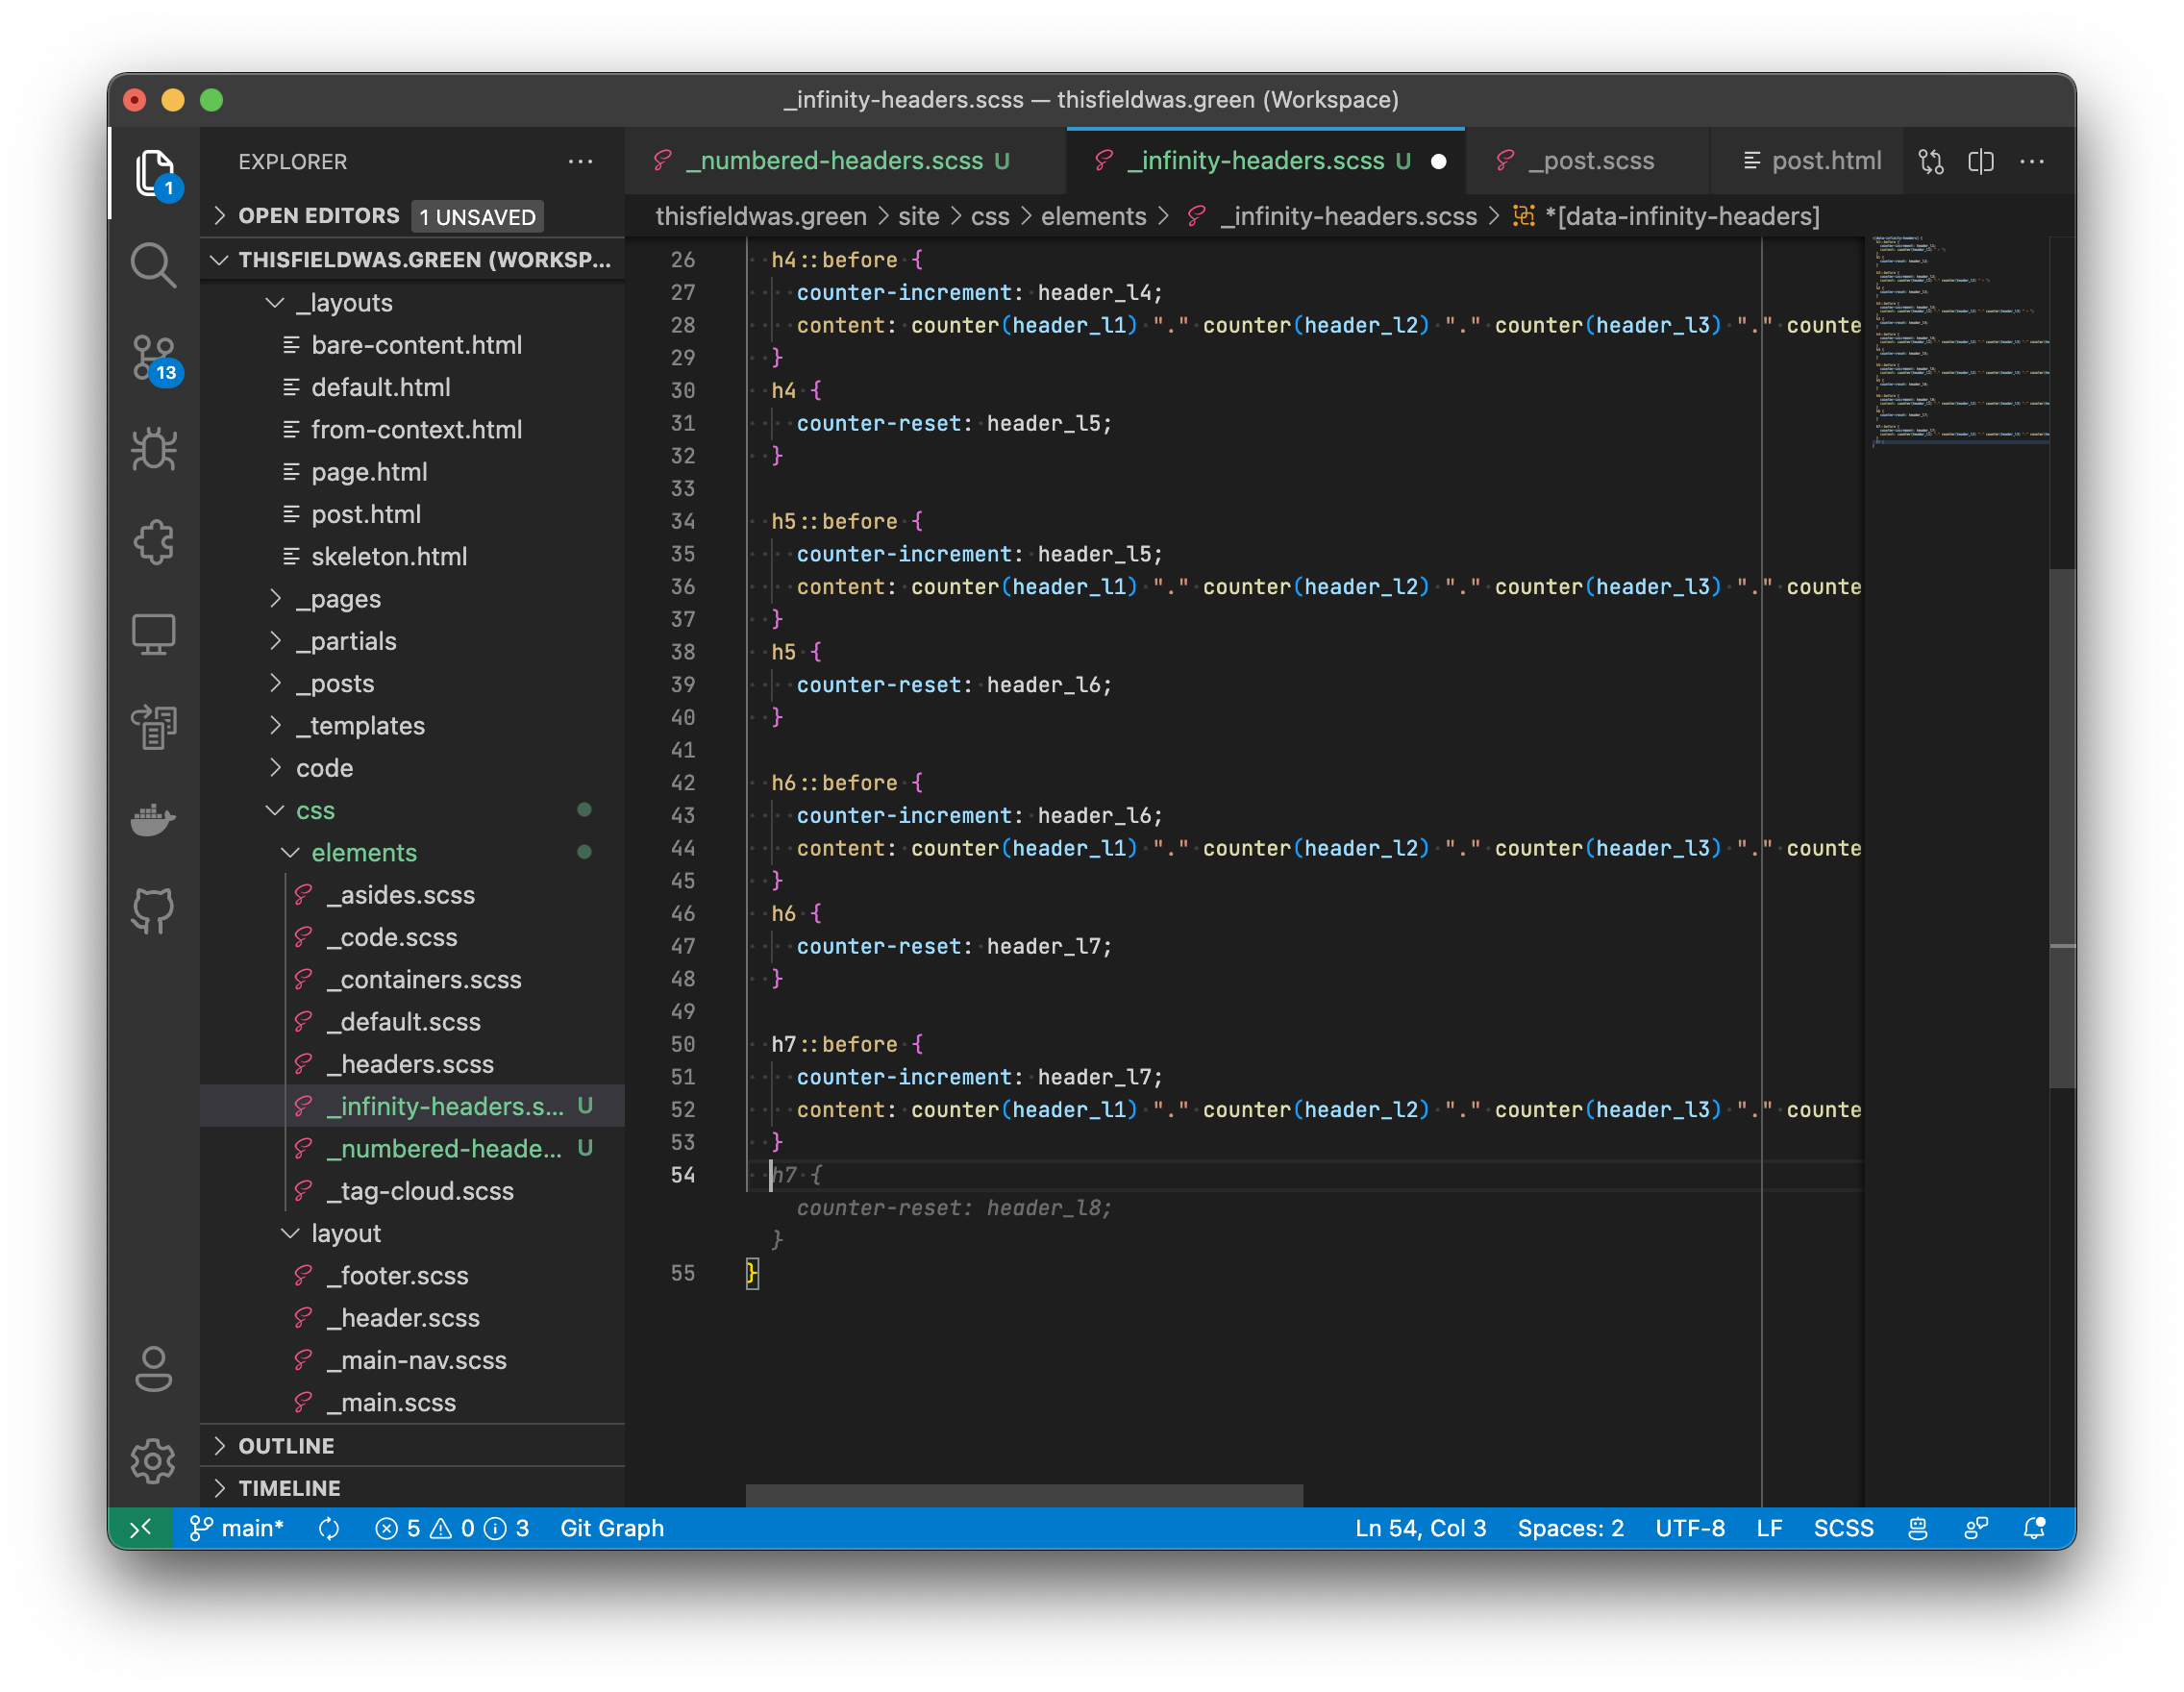 _infinity-headers.scss — thisfieldwas.green (Workspace)
1
13
EXPLORER
OPEN EDITORS 1 UNSAVED
THISFIELDWAS.GREEN (WORKSP...
_layouts
bare-content.html
default.html
from-context.html
page.html
post.html
skeleton.html
_pages
_partials
_posts
_templates
code
css
elements
_asides.scss
_code.scss
_containers.scss
_default.scss
_headers.scss
_infinity-headers.s... U
_numbered-heade... U
_tag-cloud.scss
layout
_footer.scss
_header.scss
_main-nav.scss
_main.scss
OUTLINE
TIMELINE
_numbered-headers.scss U _infinity-headers.scss U _post.scss post.html
thisfieldwas.green > site > css > elements > _infinity-headers.scss > *[data-infinity-headers]
26 h4::before {
27 counter-increment: header_l4;
28 content: counter(header_l1) "." counter(header_l2) "." counter(header_l3) "." counte
29 }
30 h4 {
31 counter-reset: header_l5;
32 }
33
34 h5::before {
35 counter-increment: header_l5;
36 content: counter(header_l1) "." counter(header_l2) "." counter(header_l3) "." counte
37 }
38 h5 {
39 counter-reset: header_l6;
40 }
41
42 h6::before {
43 counter-increment: header_l6;
44 content: counter(header_l1) "." counter(header_l2) "." counter(header_l3) "." counte
45 }
46 h6 {
47 counter-reset: header_l7;
48 }
49
50 h7::before {
51 counter-increment: header_l7;
52 content: counter(header_l1) "." counter(header_l2) "." counter(header_l3) "." counte
53 }
54 h7 {
counter-reset: header_l8;
}
55 }
main* 5 0 3 Git Graph Ln 54, Col 3 Spaces: 2 UTF-8 LF SCSS